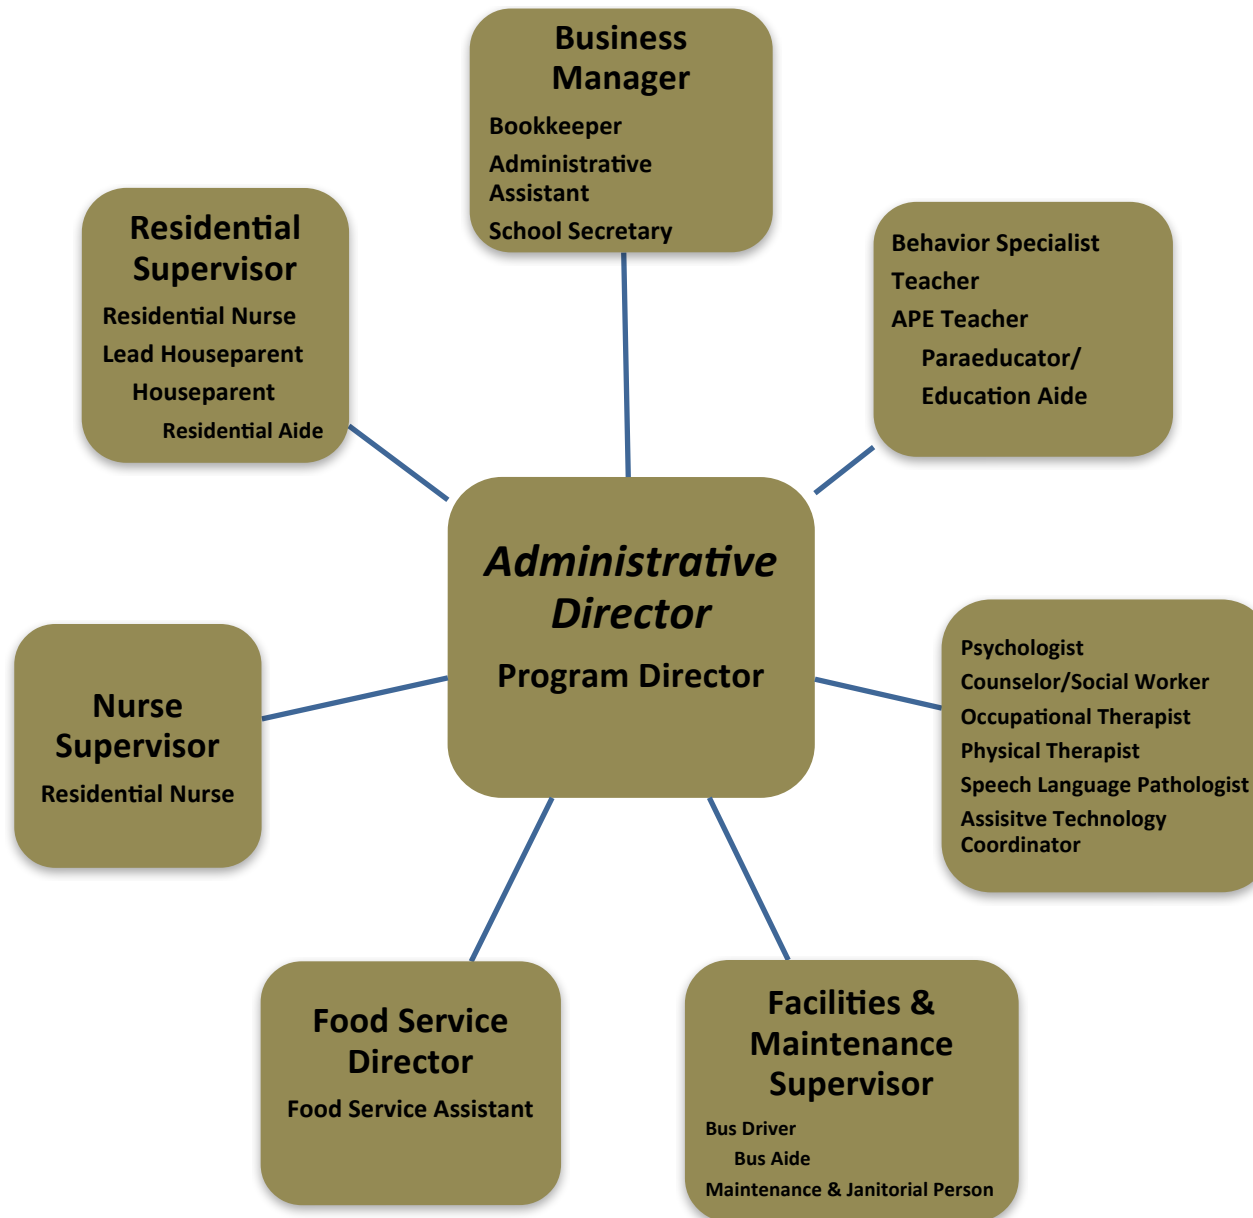 Business
Manager
Bookkeeper
Administrative
Assistant
School Secretary
Residential
Supervisor
Residential Nurse
Lead Houseparent
Houseparent
Residential Aide
Behavior Specialist
Teacher
APE Teacher
Paraeducator/
Education Aide
Administrative
Director
Program Director
Nurse
Supervisor
Residential Nurse
Psychologist
Counselor/Social Worker
Occupational Therapist
Physical Therapist
Speech Language Pathologist
Assisitve Technology
Coordinator
Food Service
Director
Food Service Assistant
Facilities &
Maintenance
Supervisor
Bus Driver
Bus Aide
Maintenance & Janitorial Person